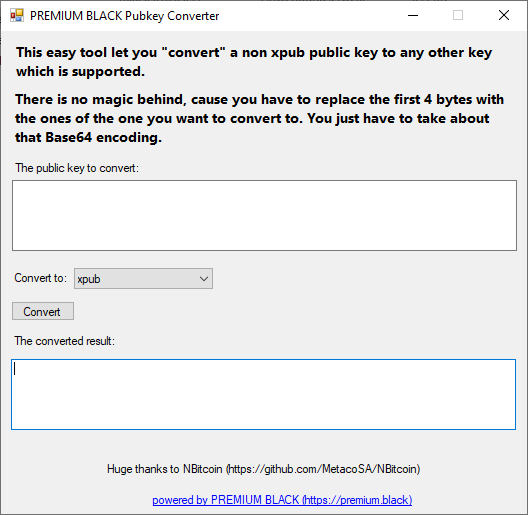 PREMIUM BLACK Pubkey Converter
This easy tool let you "convert" a non xpub public key to any other key
which is supported.
There is no magic behind, cause you have to replace the first 4 bytes with
the ones of the one you want to convert to. You just have to take about
that Base64 encoding.
The public key to convert:
Convert to: xpub
Convert
The converted result:
Huge thanks to NBitcoin (https://github.com/MetacoSA/NBitcoin)
powered by PREMIUM BLACK (https://premium.black)